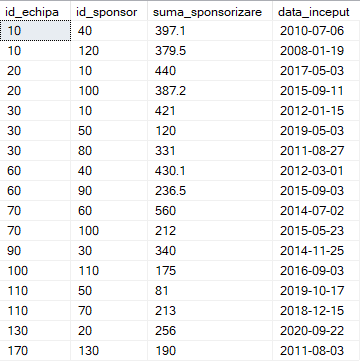 id_echipa id_sponsor suma_sponsorizare data_inceput
10 40 397.1 2010-07-06
10 120 379.5 2008-01-19
20 10 440 2017-05-03
20 100 387.2 2015-09-11
30 10 421 2012-01-15
30 50 120 2019-05-03
30 80 331 2011-08-27
60 40 430.1 2012-03-01
60 90 236.5 2015-09-03
70 60 560 2014-07-02
70 100 212 2015-05-23
90 30 340 2014-11-25
100 110 175 2016-09-03
110 50 81 2019-10-17
110 70 213 2018-12-15
130 20 256 2020-09-22
170 130 190 2011-08-03